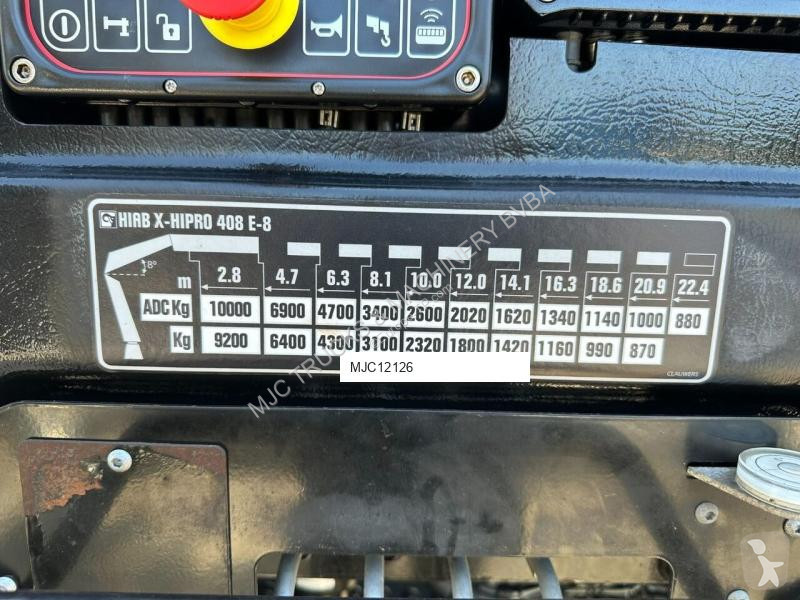 HIAB X-HIPRO 408 E-8
8°
m 2.8 4.7 6.3 8.1 10.0 12.0 14.1 16.3 18.6 20.9 22.4
ADC Kg 10000 6900 4700 3400 2600 2020 1620 1340 1140 1000 880
Kg 9200 6400 4300 3100 2320 1800 1420 1160 990 870
MJC12126
CLAUWERS
MJC TRUCKS & MACHINERY BVBA